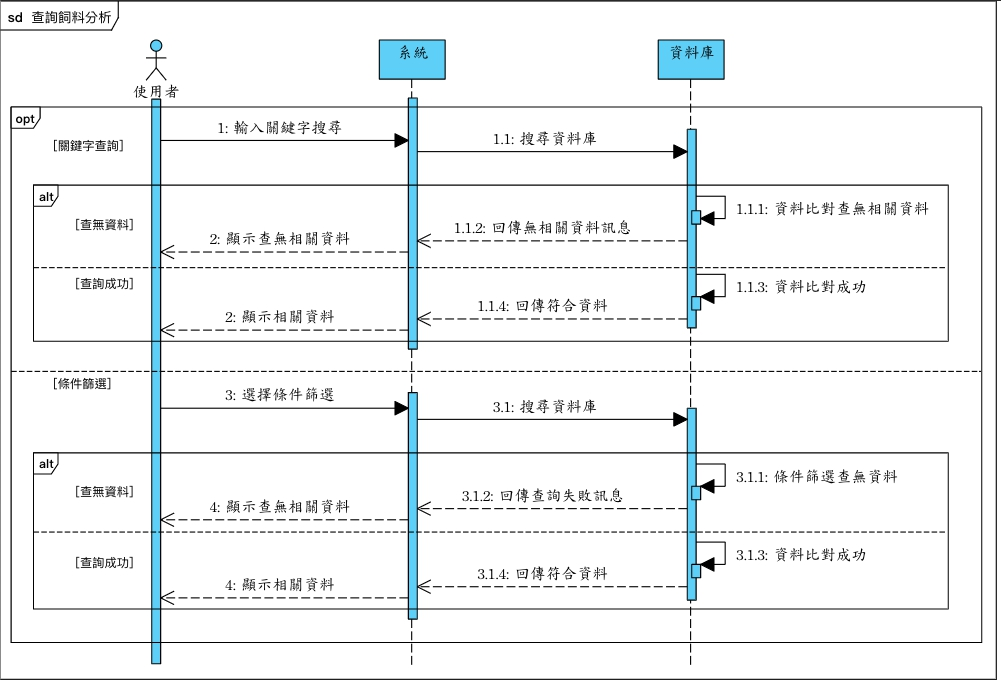 sd 查詢飼料分析
系統
資料庫
使用者
opt
1: 輸入關鍵字搜尋
1.1: 搜尋資料庫
[關鍵字查詢]
alt
1.1.1: 資料比對查無相關資料
[查無資料]
1.1.2: 回傳無相關資料訊息
2: 顯示查無相關資料
[查詢成功]
1.1.3: 資料比對成功
1.1.4: 回傳符合資料
2: 顯示相關資料
[條件篩選]
3: 選擇條件篩選
3.1: 搜尋資料庫
alt
3.1.1: 條件篩選查無資料
[查無資料]
3.1.2: 回傳查詢失敗訊息
4: 顯示查無相關資料
[查詢成功]
3.1.3: 資料比對成功
3.1.4: 回傳符合資料
4: 顯示相關資料